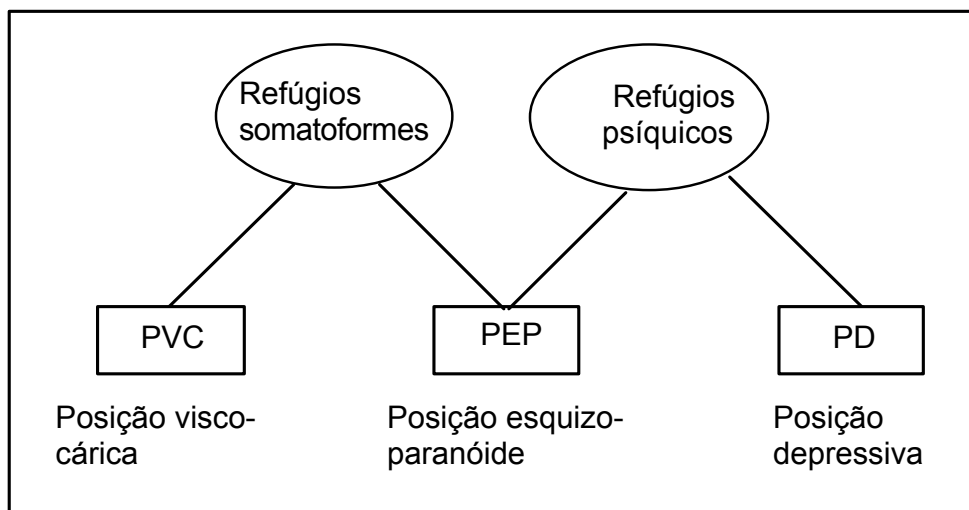 Refúgios
somatoformes
Refúgios
psíquicos
PVC
PEP
PD
Posição visco-
cárica
Posição esquizo-
paranóide
Posição
depressiva